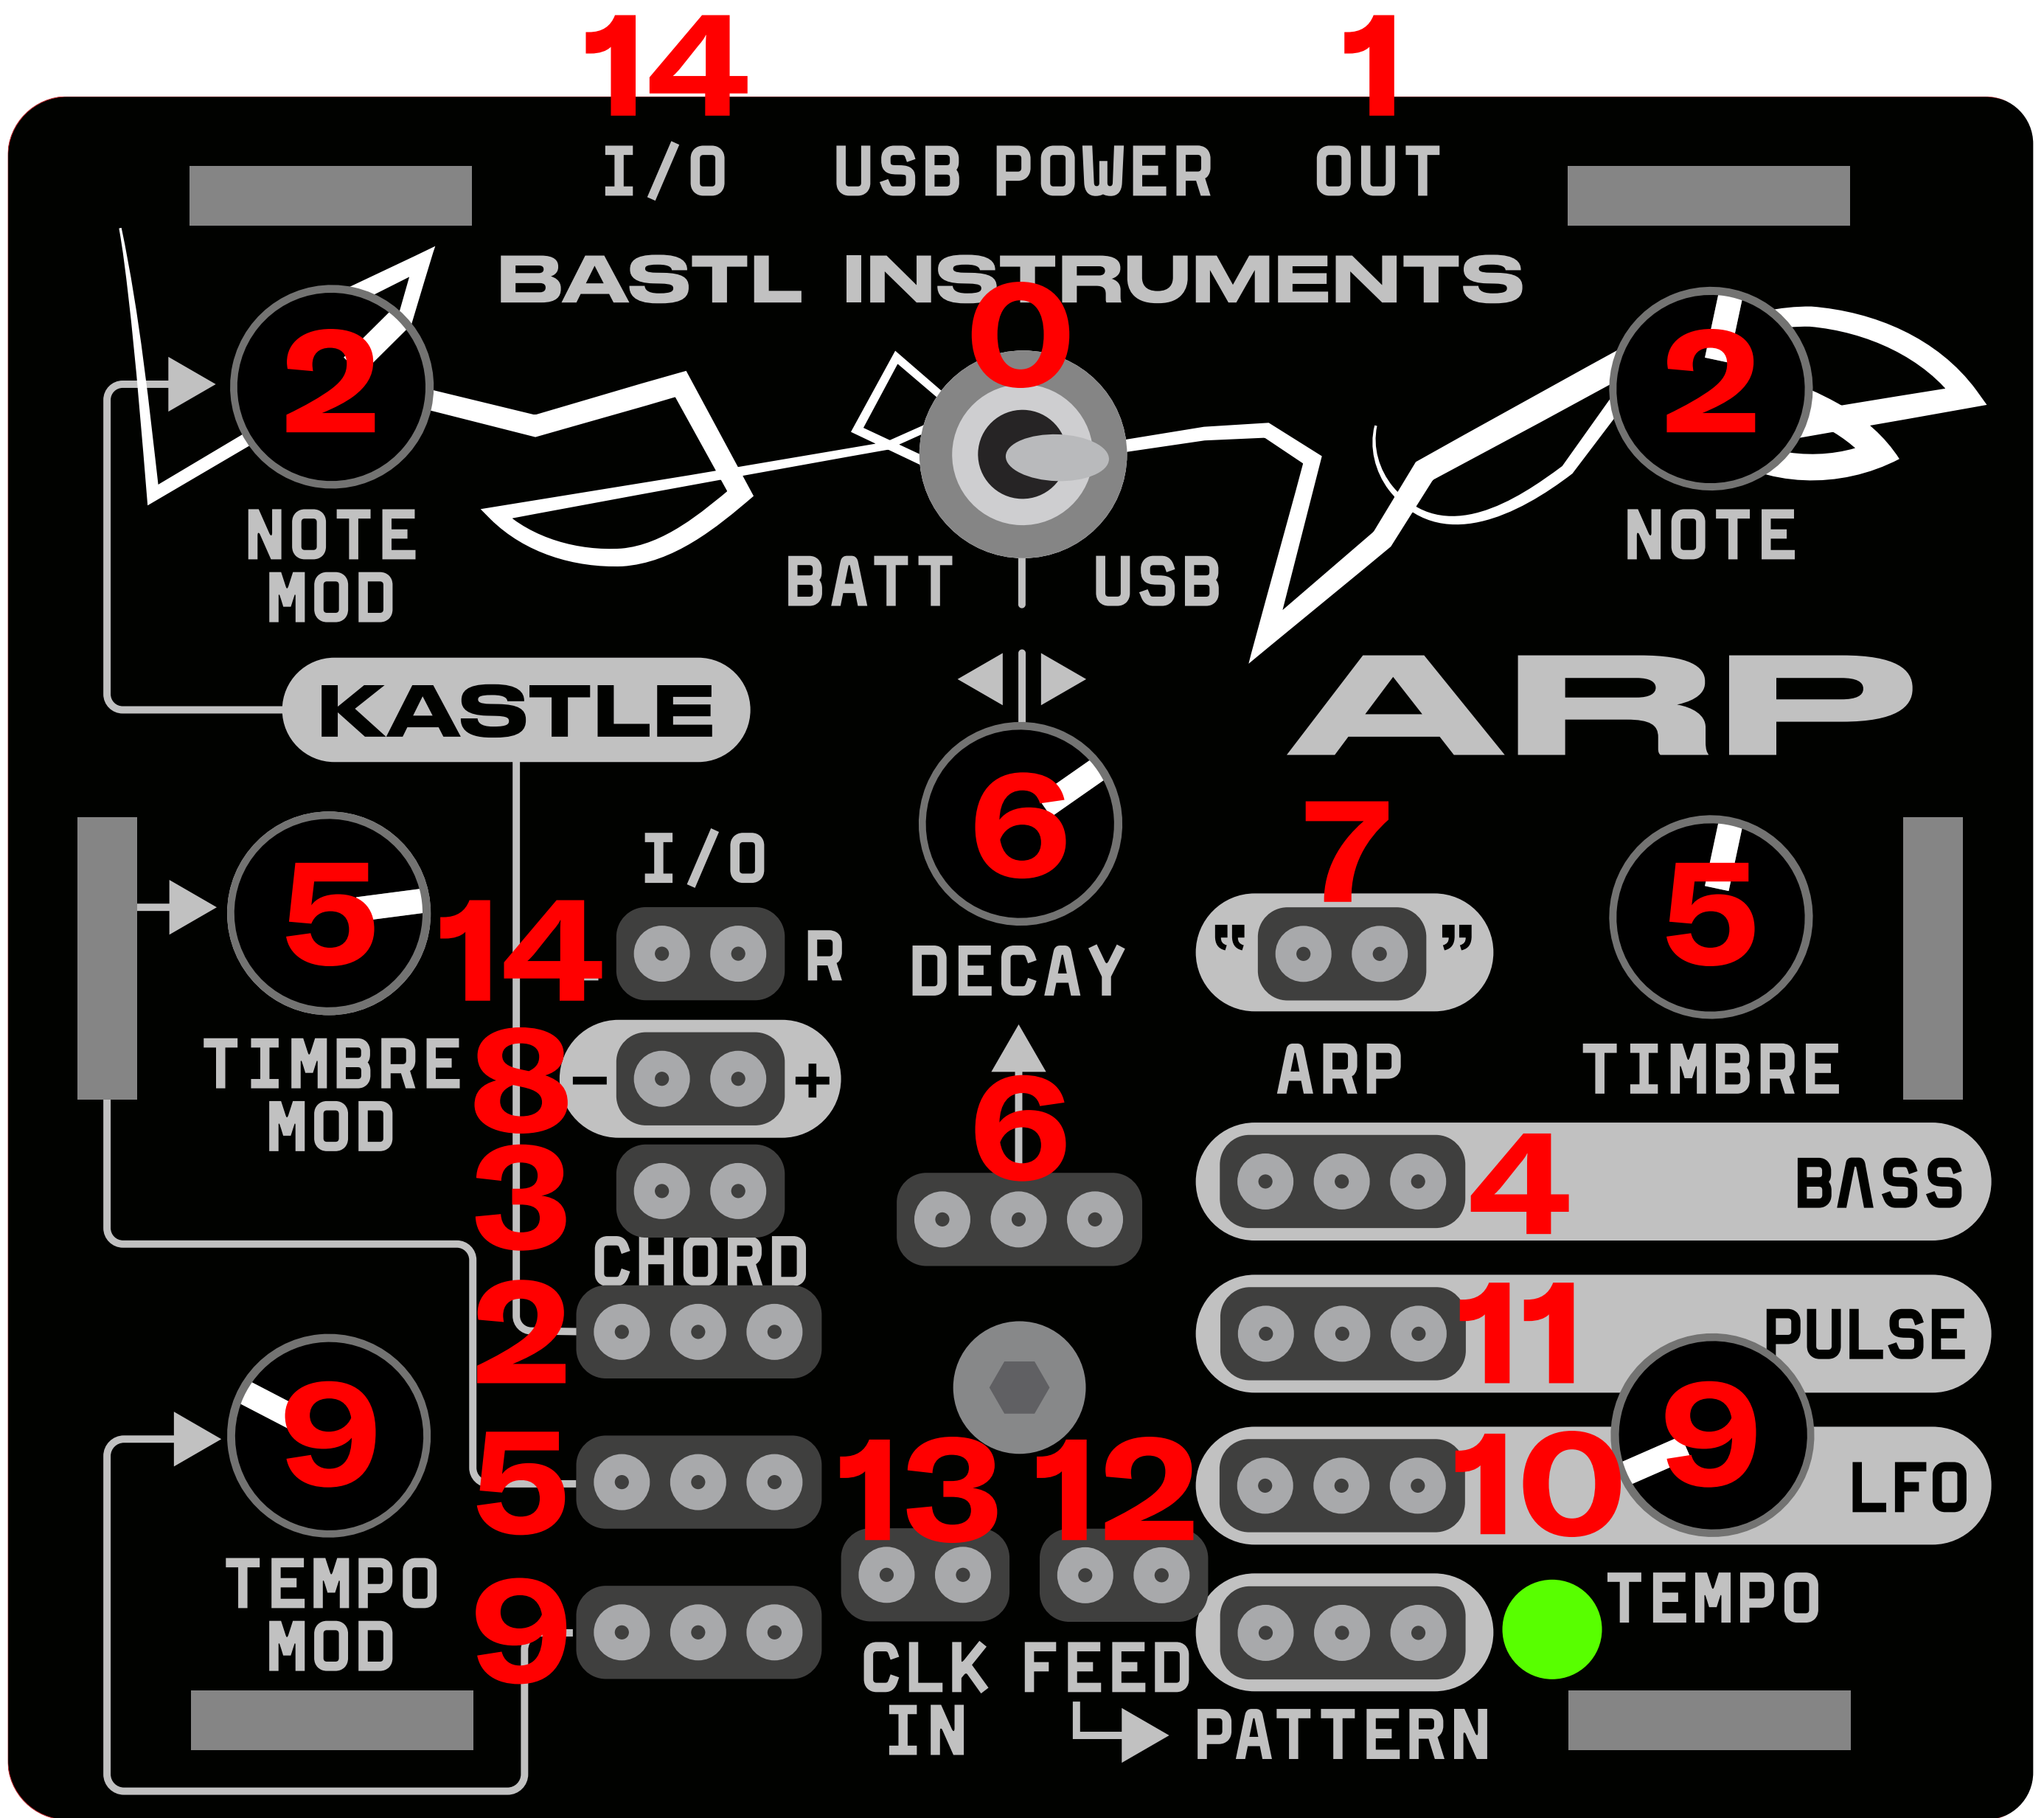 14 1
I/O USB POWER OUT
BASTL INSTRUMENTS
0
2 2
NOTE MOD
BATT USB
NOTE
KASTLE
ARP
6
7
5
I/O
14 R
5
DECAY
” ”
TIMBRE MOD
8 - +
6
ARP
TIMBRE
3
CHORD
4 BASS
2
11 PULSE
9
5
13 12
10 9 LFO
TEMPO MOD
9
CLK IN
FEED
PATTERN
TEMPO